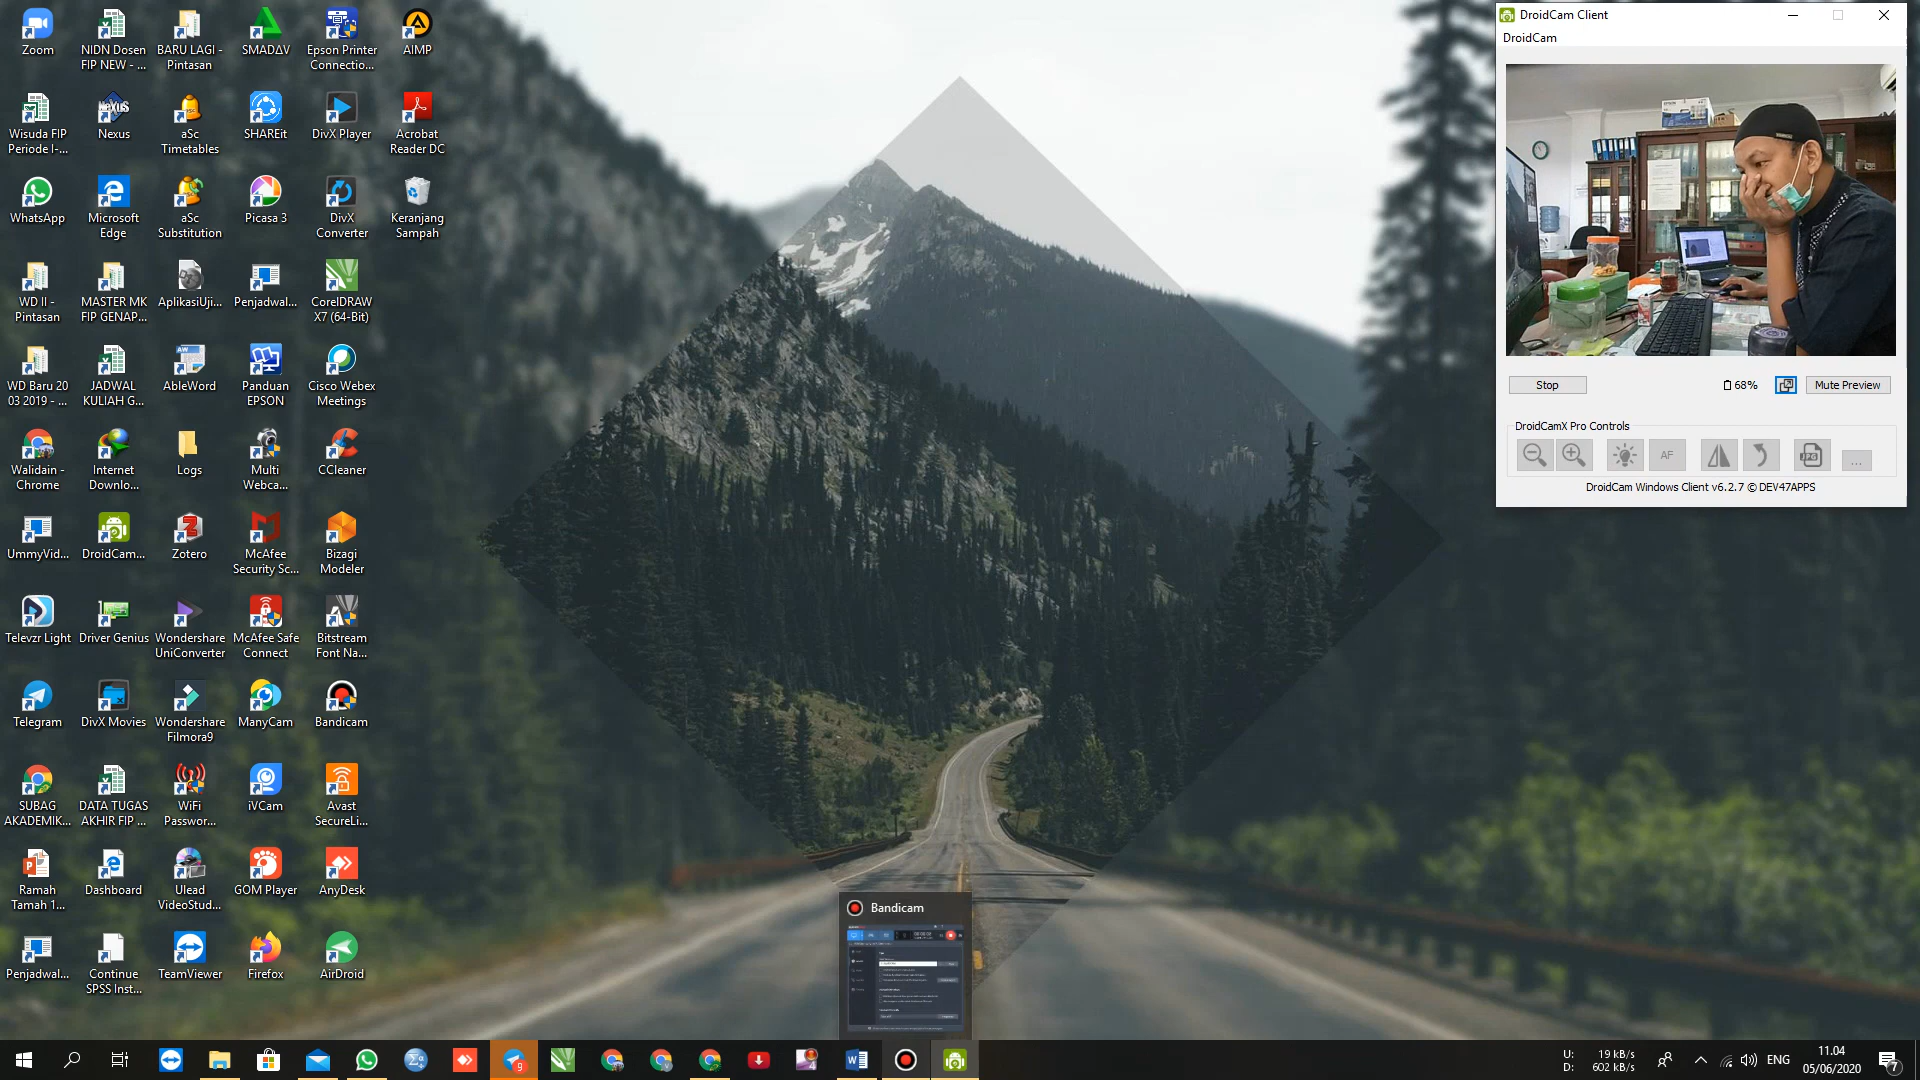 Zoom
NIDN Dosen
FIP NEW - ...
BARU LAGI -
Pintasan
SMADΔV
Epson Printer
Connectio...
AIMP
Wisuda FIP
Periode I-...
Nexus
aSc
Timetables
SHAREit
DivX Player
Acrobat
Reader DC
WhatsApp
Microsoft
Edge
aSc
Substitution
Picasa 3
DivX
Converter
Keranjang
Sampah
WD II -
Pintasan
MASTER MK
FIP GENAP...
AplikasiUji...
Penjadwal...
CorelDRAW
X7 (64-Bit)
WD Baru 20
03 2019 - ...
JADWAL
KULIAH G...
AbleWord
Panduan
EPSON
Cisco Webex
Meetings
Walidain -
Chrome
Internet
Downlo...
Logs
Multi
Webca...
CCleaner
UmmyVid...
DroidCam...
Zotero
McAfee
Security Sc...
Bizagi
Modeler
Televzr Light
Driver Genius
Wondershare
UniConverter
McAfee Safe
Connect
Bitstream
Font Na...
Telegram
DivX Movies
Wondershare
Filmora9
ManyCam
Bandicam
SUBAG
AKADEMIK...
DATA TUGAS
AKHIR FIP ...
WiFi
Passwor...
iVCam
Avast
SecureLi...
Ramah
Tamah 1...
Dashboard
Ulead
VideoStud...
GOM Player
AnyDesk
Penjadwal...
Continue
SPSS Inst...
TeamViewer
Firefox
AirDroid
DroidCam Client
DroidCam
Stop
68%
Mute Preview
DroidCamX Pro Controls
AF
JPG
...
DroidCam Windows Client v6.2.7 © DEV47APPS
Bandicam
9
U: 19 kB/s
D: 602 kB/s
ENG
11.04
05/06/2020
7